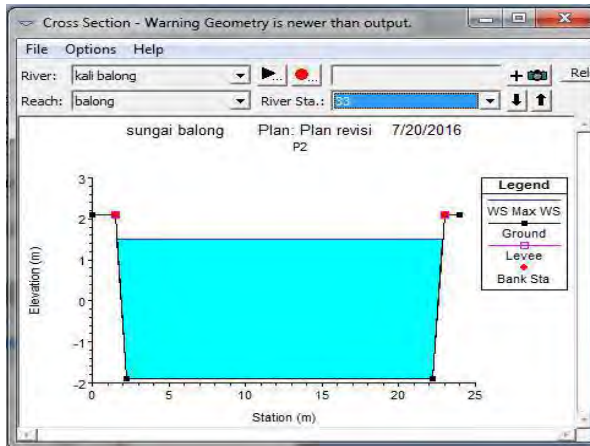 Cross Section - Warning Geometry is newer than output.
File Options Help
River: kali balong
Reach: balong River Sta.: 33
sungai balong Plan: Plan revisi 7/20/2016
P2
Elevation (m)
3
2
1
0
-1
-2
0 5 10 15 20 25
Station (m)
Legend
WS Max WS
Ground
Levee
Bank Sta